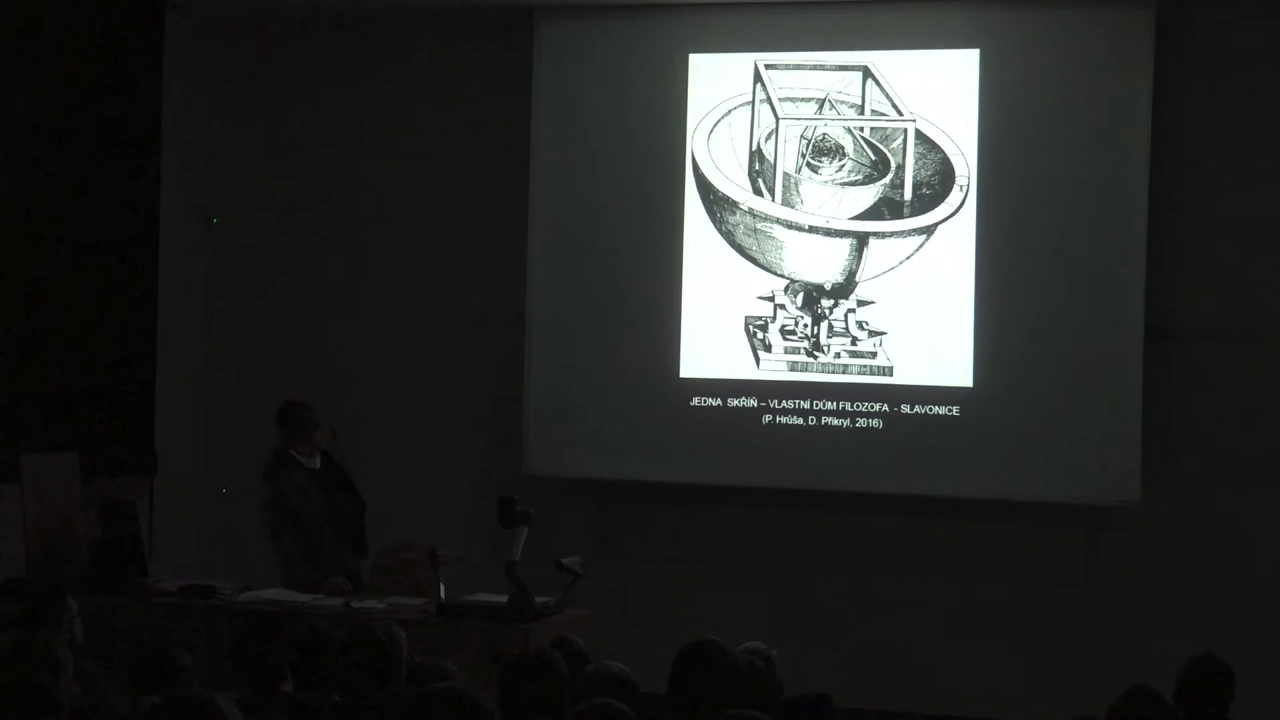 JEDNA SKŘÍŇ – VLASTNÍ DŮM FILOZOFA - SLAVONICE
(P. Hrůša, D. Přikryl, 2016)